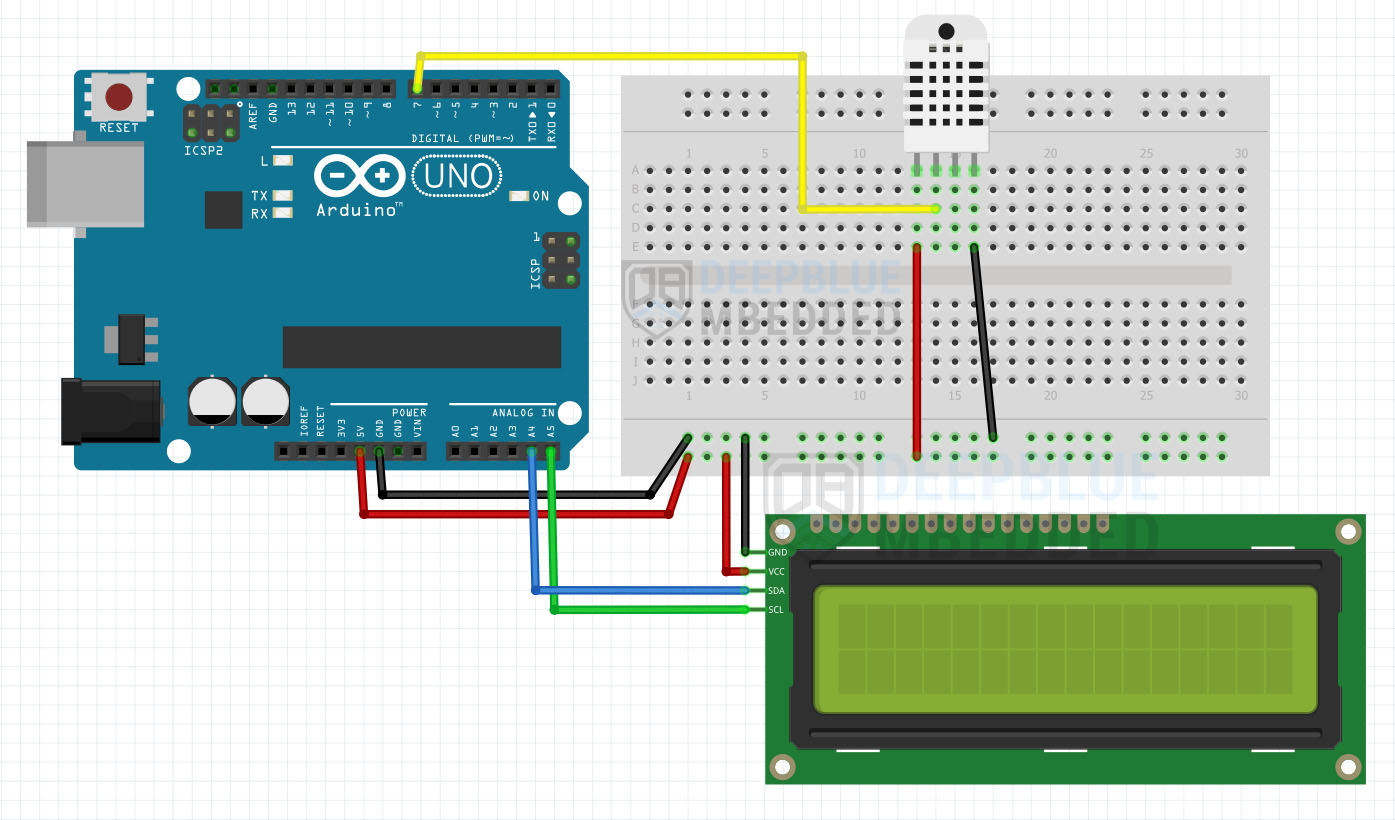 RESET
ICSP2
AREF
GND
13
12
~11
~10
~9
8
7
~6
~5
4
~3
2
TXO▶1
RXO◀0
DIGITAL (PWM=~)
L
TX
RX
UNO
Arduino™
ON
1
ICSP
POWER
ANALOG IN
IOREF
RESET
3V3
5V
GND
GND
VIN
A0
A1
A2
A3
A4
A5
1 5 10 20 25 30
A
B
C
D
E
DEEPBLUE
MBEDDED
G
H
I
J
1 5 10 15 20 25 30
DEEPBLUE
MBEDDED
GND
VCC
SDA
SCL